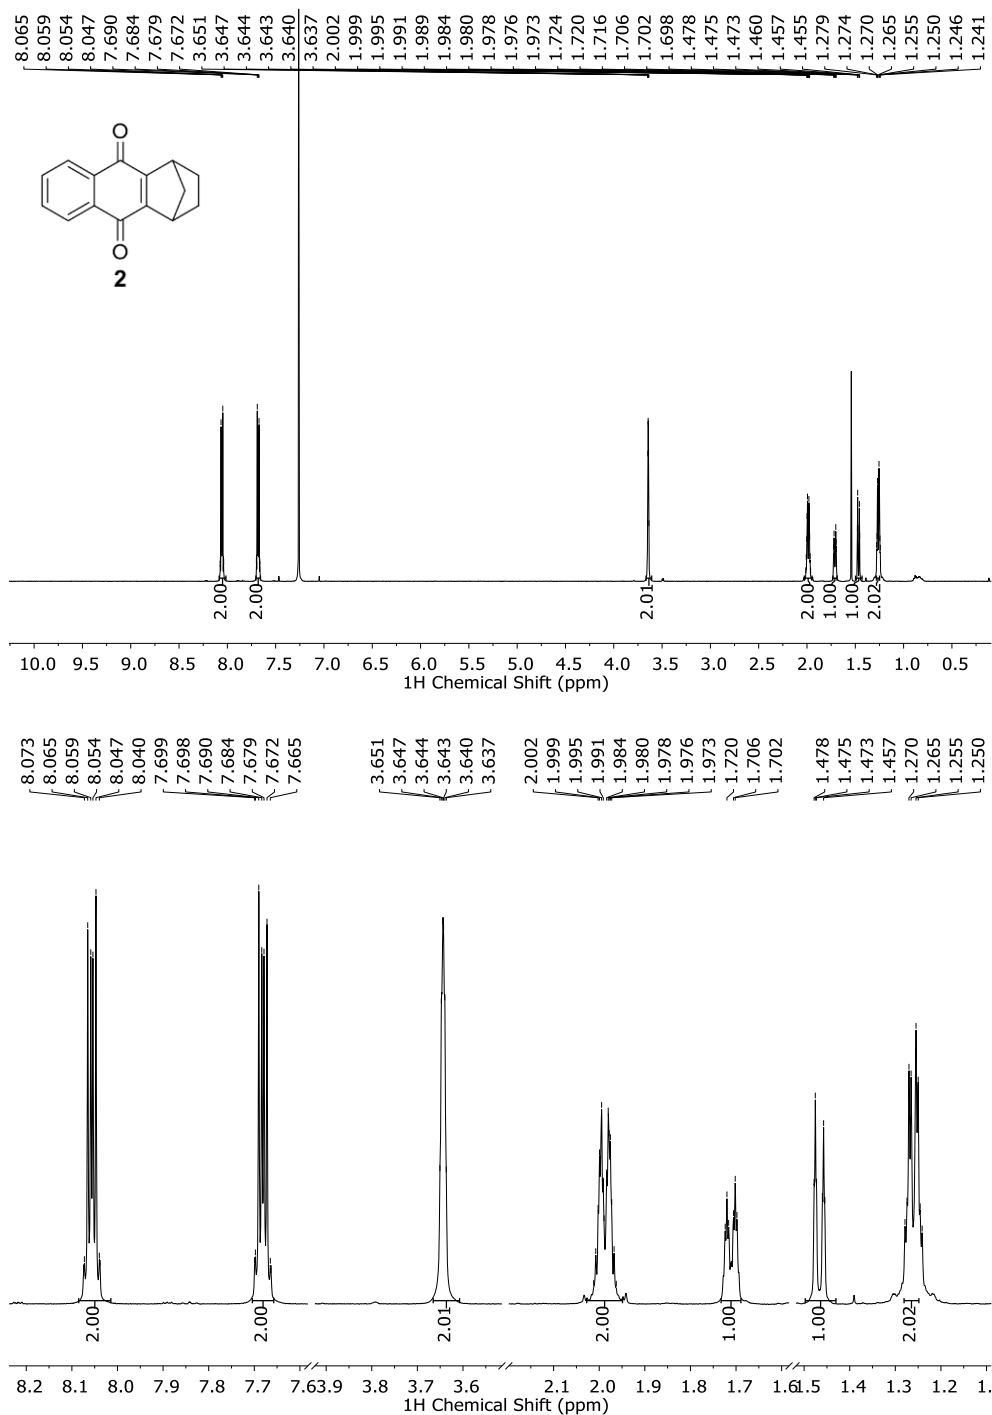 8.065 8.059 8.054 8.047 7.690 7.684 7.679 7.672 3.651 3.647 3.644 3.643 3.640 3.637 2.002 1.999 1.995 1.991 1.989 1.984 1.980 1.978 1.976 1.973 1.724 1.720 1.716 1.706 1.702 1.698 1.478 1.475 1.473 1.460 1.457 1.455 1.279 1.274 1.270 1.265 1.255 1.250 1.246 1.241
O
O
2
2.00 2.00 2.01 2.00 1.00 1.00 2.02
10.0 9.5 9.0 8.5 8.0 7.5 7.0 6.5 6.0 5.5 5.0 4.5 4.0 3.5 3.0 2.5 2.0 1.5 1.0 0.5
1H Chemical Shift (ppm)
8.073 8.065 8.059 8.054 8.047 8.040 7.699 7.698 7.690 7.684 7.679 7.672 7.665 3.651 3.647 3.644 3.643 3.640 3.637 2.002 1.999 1.995 1.991 1.984 1.980 1.978 1.976 1.973 1.720 1.706 1.702 1.478 1.475 1.473 1.457 1.270 1.265 1.255 1.250
2.00 2.00 2.01 2.00 1.00 1.00 2.02
8.2 8.1 8.0 7.9 7.8 7.7 7.6 3.9 3.8 3.7 3.6 2.1 2.0 1.9 1.8 1.7 1.6 1.5 1.4 1.3 1.2 1.
1H Chemical Shift (ppm)